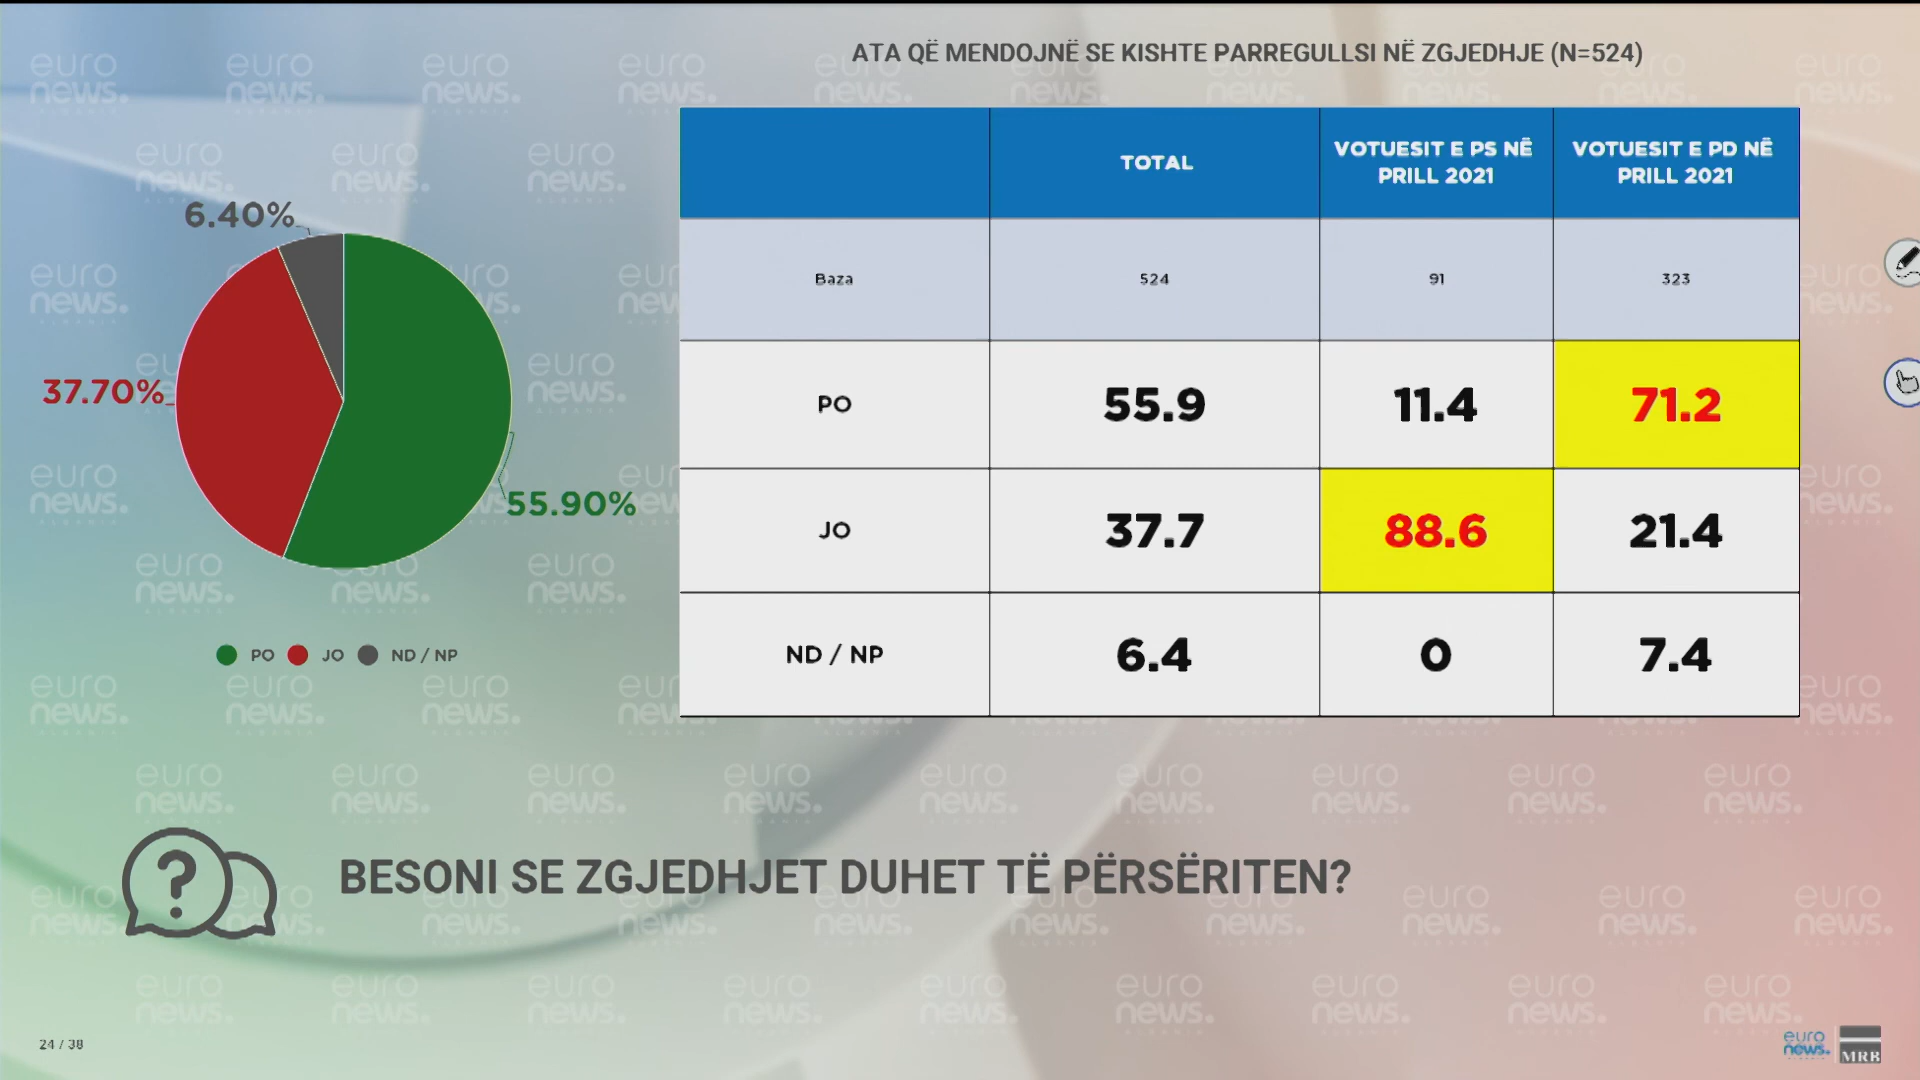 ATA QË MENDOJNË SE KISHTE PARREGULLSI NË ZGJEDHJE (N=524)
6.40%
37.70%
55.90%
PO JO ND / NP
TOTAL
VOTUESIT E PS NË
PRILL 2021
VOTUESIT E PD NË
PRILL 2021
Baza 524 91 323
PO 55.9 11.4 71.2
JO 37.7 88.6 21.4
ND / NP 6.4 0 7.4
BESONI SE ZGJEDHJET DUHET TË PËRSËRITEN?
24 / 38
euro
news.
MRB